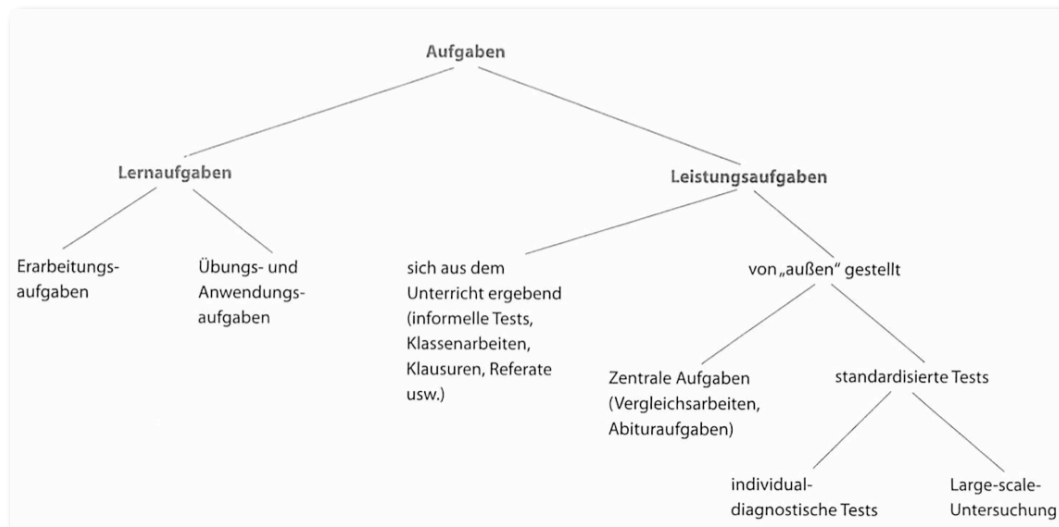 Aufgaben
Lernaufgaben
Leistungsaufgaben
Erarbeitungs-
aufgaben
Übungs- und
Anwendungs-
aufgaben
sich aus dem
Unterricht ergebend
(informelle Tests,
Klassenarbeiten,
Klausuren, Referate
usw.)
von „außen“ gestellt
Zentrale Aufgaben
(Vergleichsarbeiten,
Abituraufgaben)
standardisierte Tests
individual-
diagnostische Tests
Large-scale-
Untersuchung